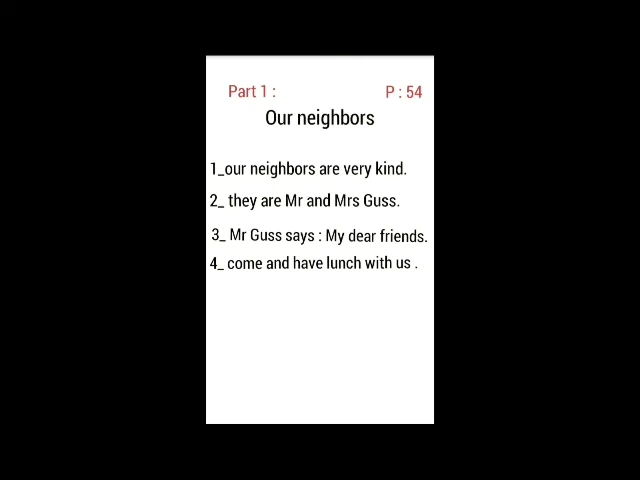 Part 1 : P : 54
Our neighbors
1_our neighbors are very kind.
2_ they are Mr and Mrs Guss.
3_ Mr Guss says : My dear friends.
4_ come and have lunch with us .